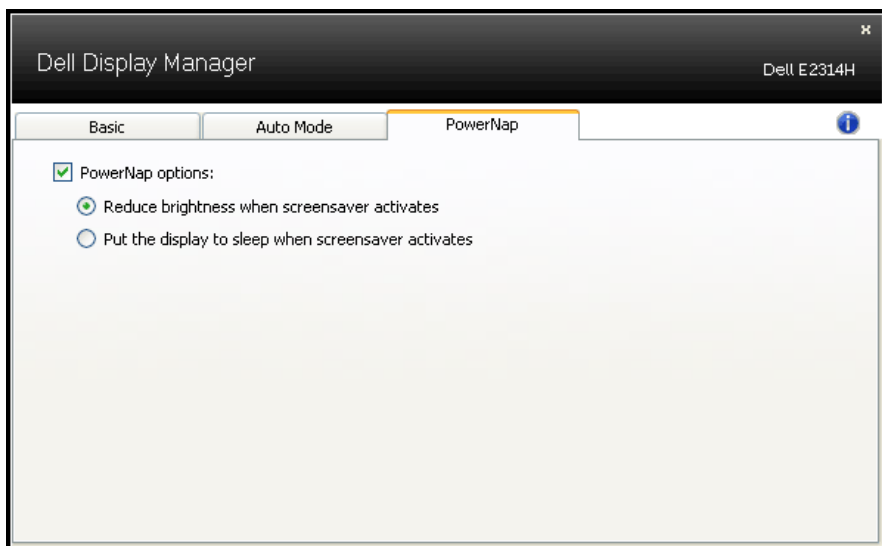 Dell Display Manager
Dell E2314H
Basic
Auto Mode
PowerNap
PowerNap options:
Reduce brightness when screensaver activates
Put the display to sleep when screensaver activates